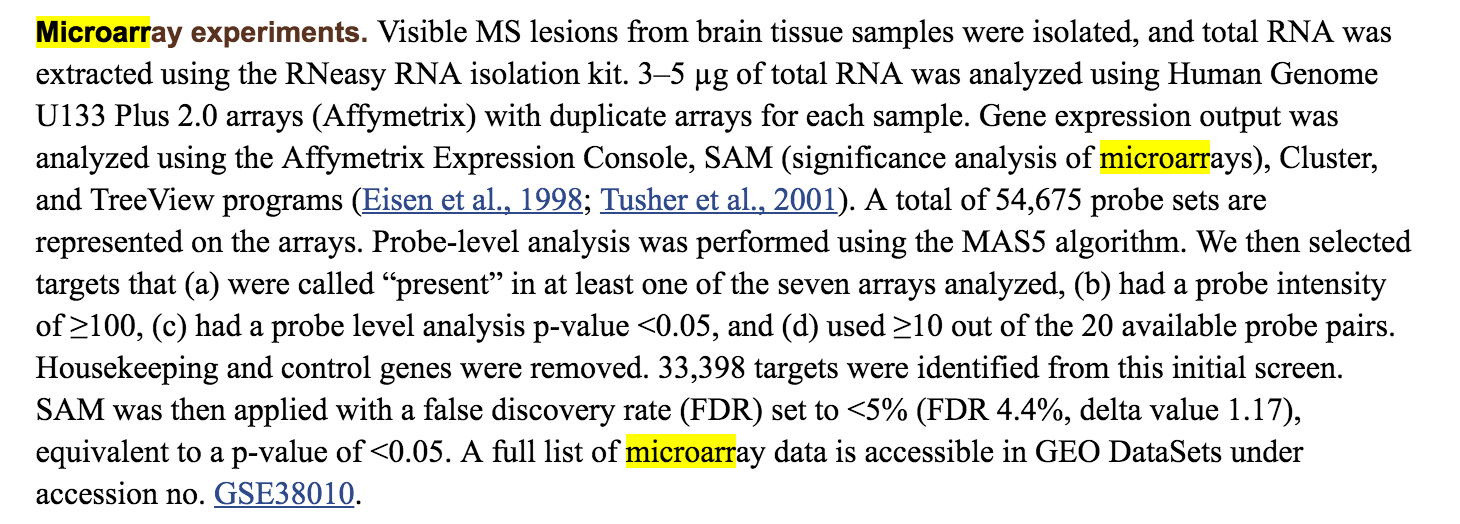 Microarray experiments. Visible MS lesions from brain tissue samples were isolated, and total RNA was
extracted using the RNeasy RNA isolation kit. 3–5 μg of total RNA was analyzed using Human Genome
U133 Plus 2.0 arrays (Affymetrix) with duplicate arrays for each sample. Gene expression output was
analyzed using the Affymetrix Expression Console, SAM (significance analysis of microarrays), Cluster,
and TreeView programs (Eisen et al., 1998; Tusher et al., 2001). A total of 54,675 probe sets are
represented on the arrays. Probe-level analysis was performed using the MAS5 algorithm. We then selected
targets that (a) were called “present” in at least one of the seven arrays analyzed, (b) had a probe intensity
of ≥100, (c) had a probe level analysis p-value <0.05, and (d) used ≥10 out of the 20 available probe pairs.
Housekeeping and control genes were removed. 33,398 targets were identified from this initial screen.
SAM was then applied with a false discovery rate (FDR) set to <5% (FDR 4.4%, delta value 1.17),
equivalent to a p-value of <0.05. A full list of microarray data is accessible in GEO DataSets under
accession no. GSE38010.